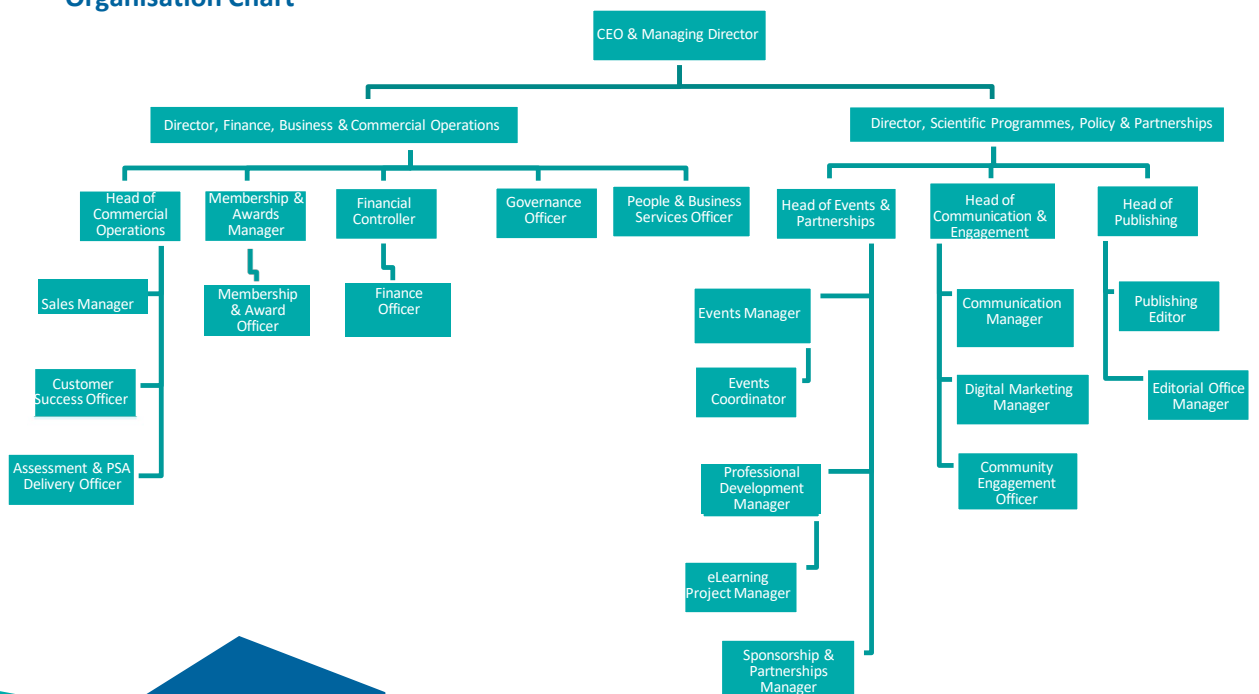 Organisation Chart
CEO & Managing Director
Director, Finance, Business & Commercial Operations
Director, Scientific Programmes, Policy & Partnerships
Head of
Commercial
Operations
Membership &
Awards
Manager
Financial
Controller
Governance
Officer
People & Business
Services Officer
Head of Events &
Partnerships
Head of
Communication &
Engagement
Head of
Publishing
Sales Manager
Membership
& Award
Officer
Finance
Officer
Events Manager
Communication
Manager
Publishing
Editor
Customer
Success Officer
Events
Coordinator
Digital Marketing
Manager
Editorial Office
Manager
Assessment & PSA
Delivery Officer
Professional
Development
Manager
Community
Engagement
Officer
eLearning
Project Manager
Sponsorship &
Partnerships
Manager